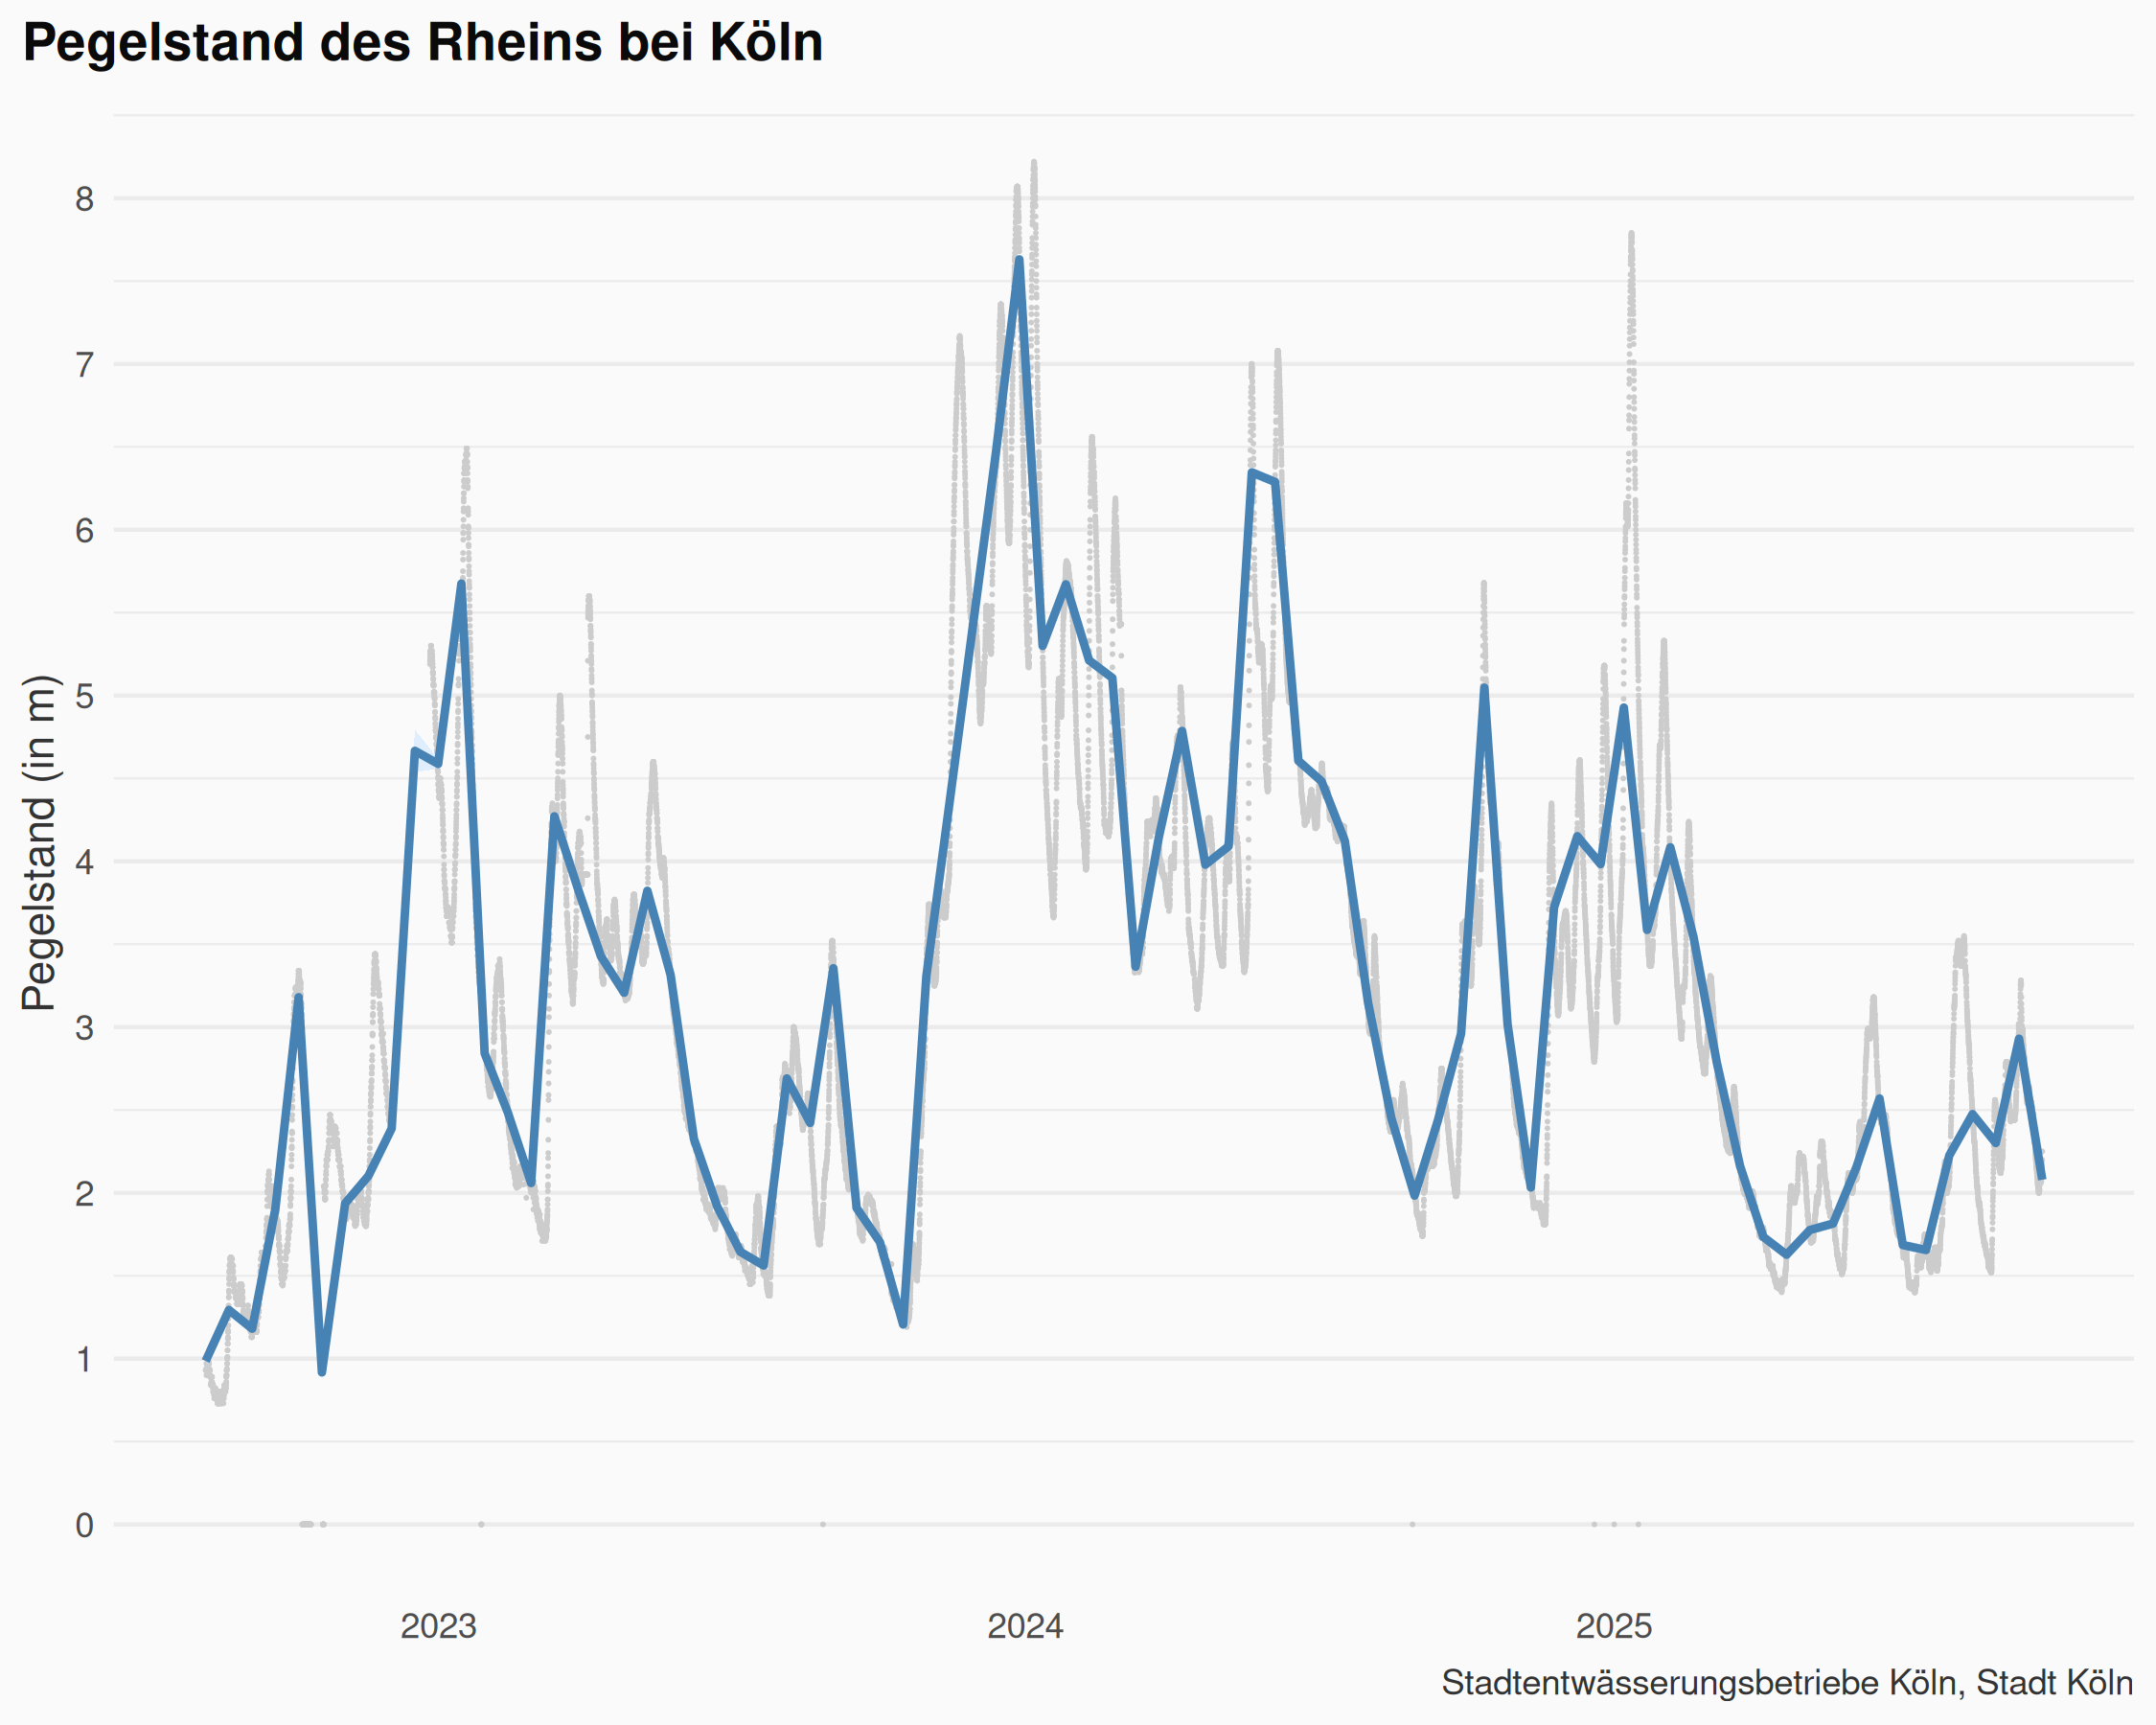 Pegelstand des Rheins bei Köln
Pegelstand (in m)
8
7
6
5
4
3
2
1
0
2023 2024 2025
Stadtentwässerungsbetriebe Köln, Stadt Köln